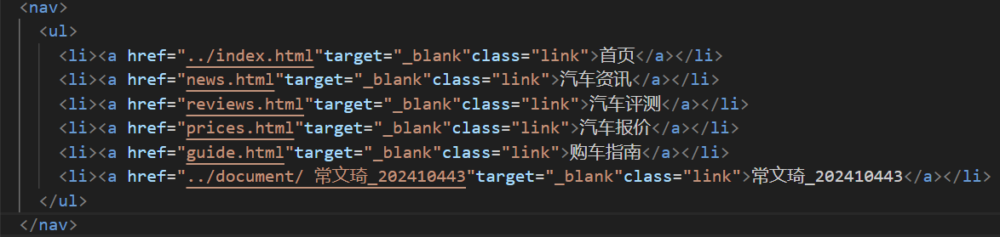 <nav>
<ul>
<li><a href="../index.html"target="_blank"class="link">首页</a></li>
<li><a href="news.html"target="_blank"class="link">汽车资讯</a></li>
<li><a href="reviews.html"target="_blank"class="link">汽车评测</a></li>
<li><a href="prices.html"target="_blank"class="link">汽车报价</a></li>
<li><a href="guide.html"target="_blank"class="link">购车指南</a></li>
<li><a href="../document/ 常文琦_202410443"target="_blank"class="link">常文琦_202410443</a></li>
</ul>
</nav>